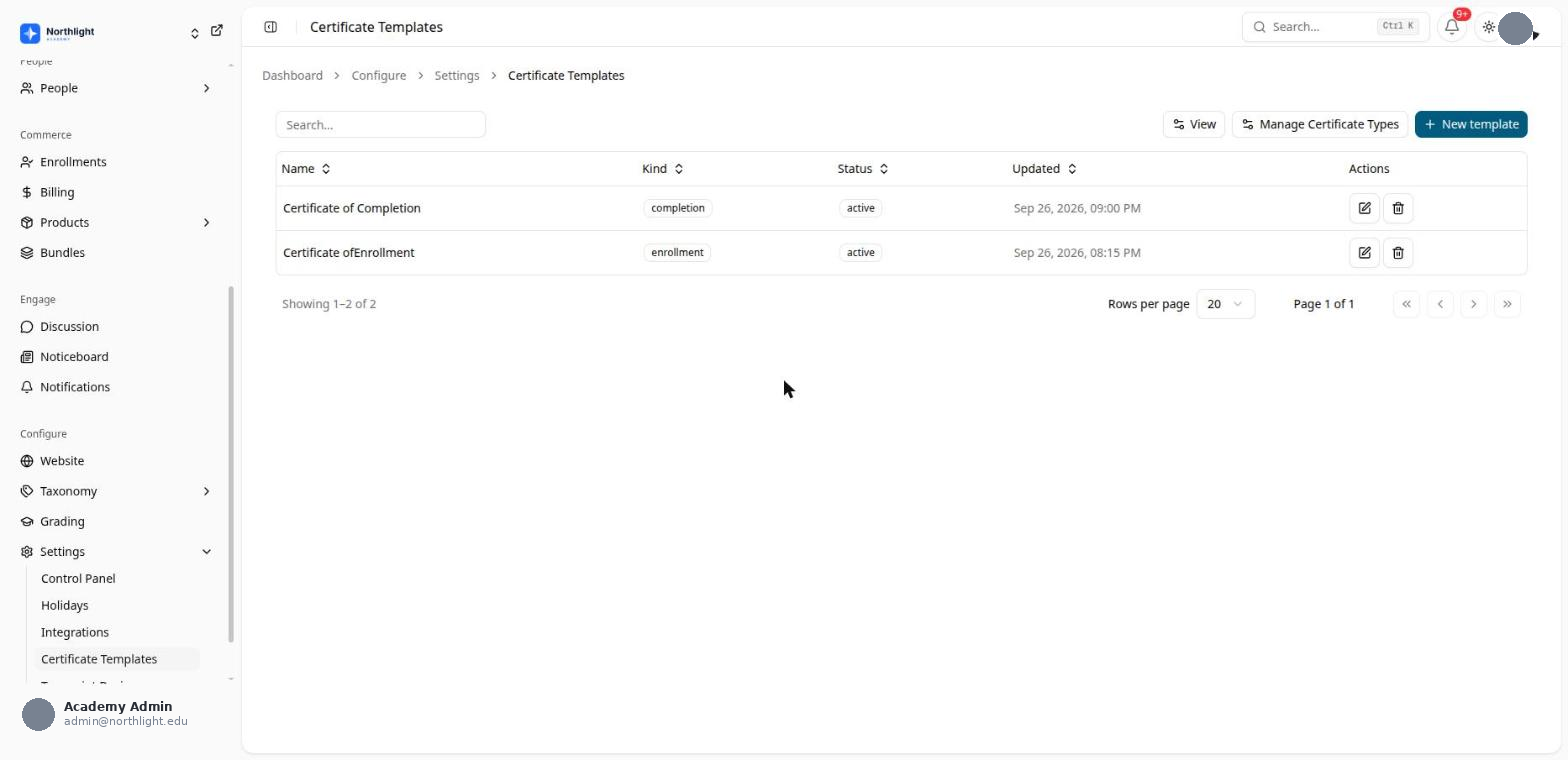 Northlight
ACADEMY
Certificate Templates
Search...
Ctrl K
9+
People
People
Commerce
Enrollments
Billing
Products
Bundles
Engage
Discussion
Noticeboard
Notifications
Configure
Website
Taxonomy
Grading
Settings
Control Panel
Holidays
Integrations
Certificate Templates
Academy Admin
admin@northlight.edu
Dashboard > Configure > Settings > Certificate Templates
Search...
View
Manage Certificate Types
+ New template
Name Kind Status Updated Actions
Certificate of Completion completion active Sep 26, 2026, 09:00 PM
Certificate ofEnrollment enrollment active Sep 26, 2026, 08:15 PM
Showing 1–2 of 2
Rows per page 20
Page 1 of 1